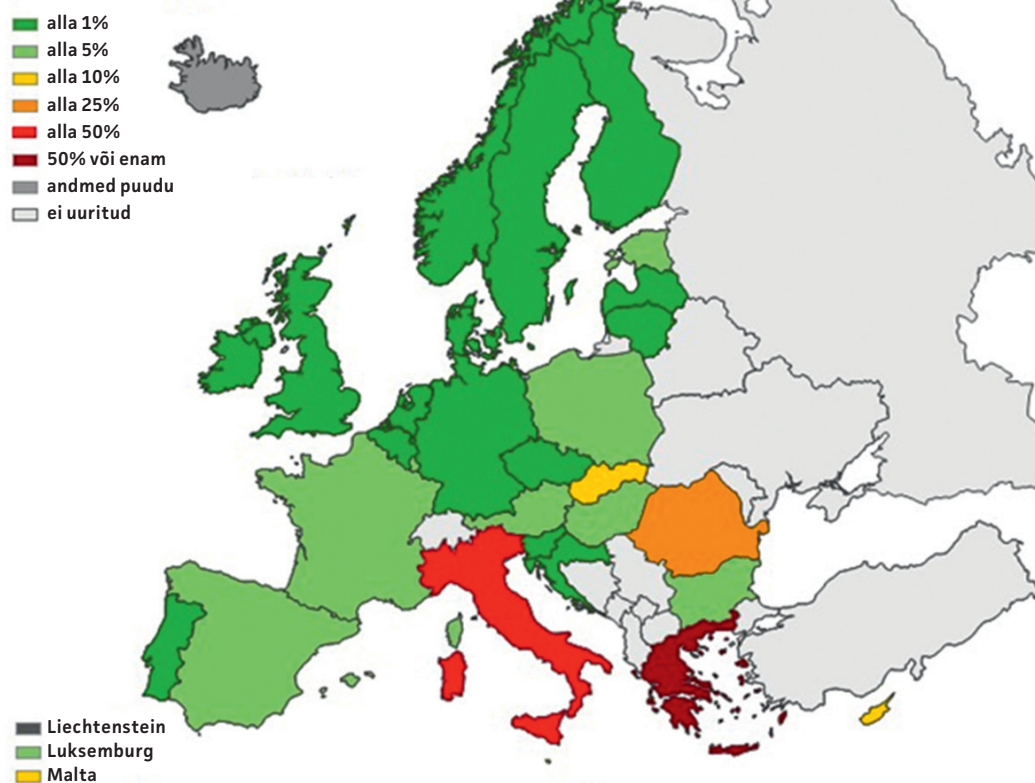 alla 1%
alla 5%
alla 10%
alla 25%
alla 50%
50% või enam
andmed puudu
ei uuritud
Liechtenstein
Luksemburg
Malta